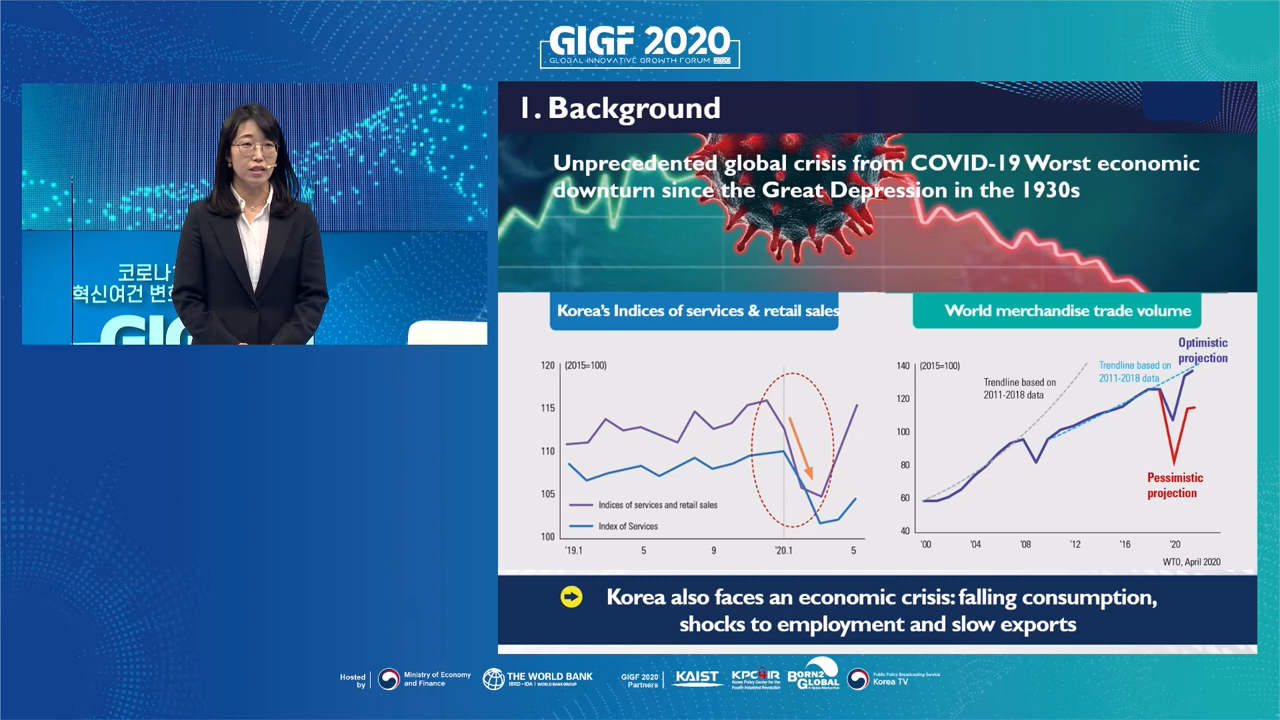 GIGF 2020
GLOBAL INNOVATIVE GROWTH FORUM 2020
코로나
혁신여건 변화
GIG
1. Background
Unprecedented global crisis from COVID-19 Worst economic
downturn since the Great Depression in the 1930s
Korea's Indices of services & retail sales
120
(2015=100)
115
110
105
100
Indices of services and retail sales
Index of Services
'19.1
5
9
'20.1
5
World merchandise trade volume
Optimistic
projection
140
(2015=100)
120
100
80
60
40
Trendline based on
2011-2018 data
Trendline based on
2011-2018 data
Pessimistic
projection
'00
'04
'08
'12
'16
'20
WTO, April 2020
Korea also faces an economic crisis: falling consumption,
shocks to employment and slow exports
Hosted
by
Ministry of Economy
and Finance
THE WORLD BANK
IBRD • IDA | WORLD BANK GROUP
GIGF 2020
Partners
KAIST
KPC4IR
Korea Policy Center for the
Fourth Industrial Revolution
BORN2
GLOBAL
Public Policy Broadcasting Service
Korea TV